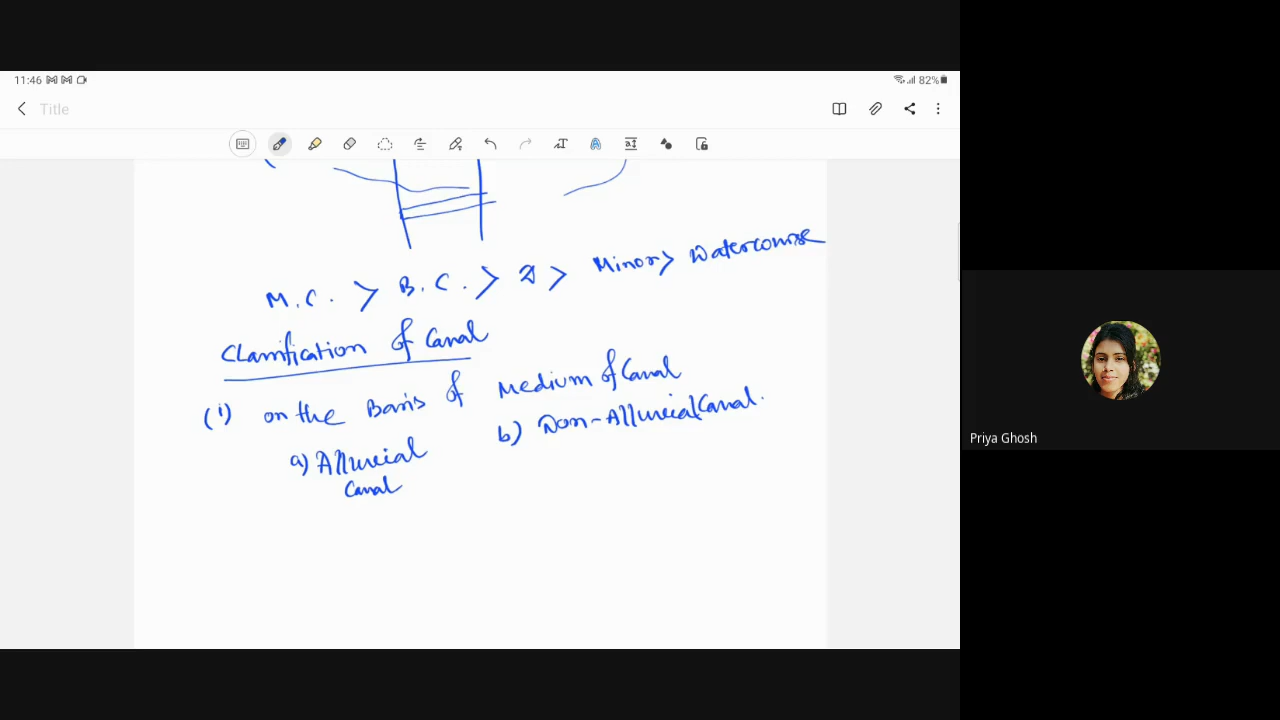 11:46
82%
Title
M.C. > B.C. > D > Minor > Watercourse
Classification of Canal
(i) on the Basis of Medium of Canal
a) Alluvial Canal
b) Non-Alluvial Canal.
Priya Ghosh